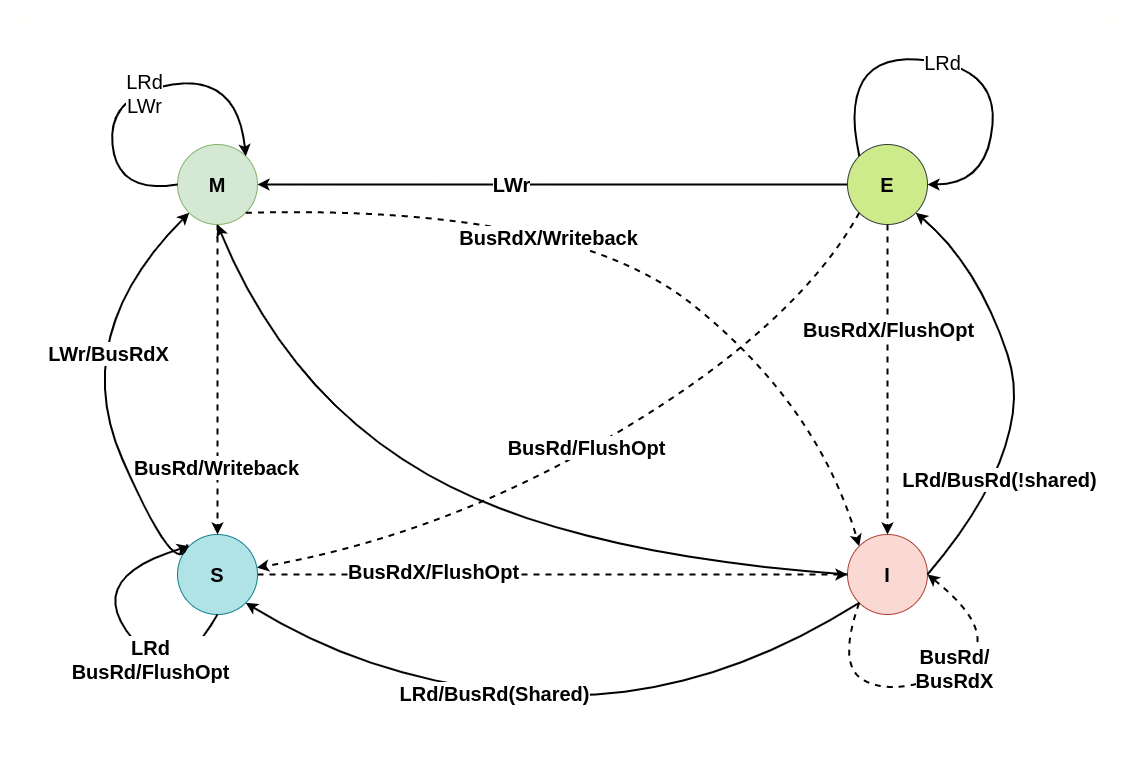 LRd
LRd
LWr
M
LWr
E
BusRdX/Writeback
BusRdX/FlushOpt
LWr/BusRdX
BusRd/FlushOpt
BusRd/Writeback
LRd/BusRd(!shared)
S
BusRdX/FlushOpt
I
LRd
BusRd/FlushOpt
BusRd/
BusRdX
LRd/BusRd(Shared)